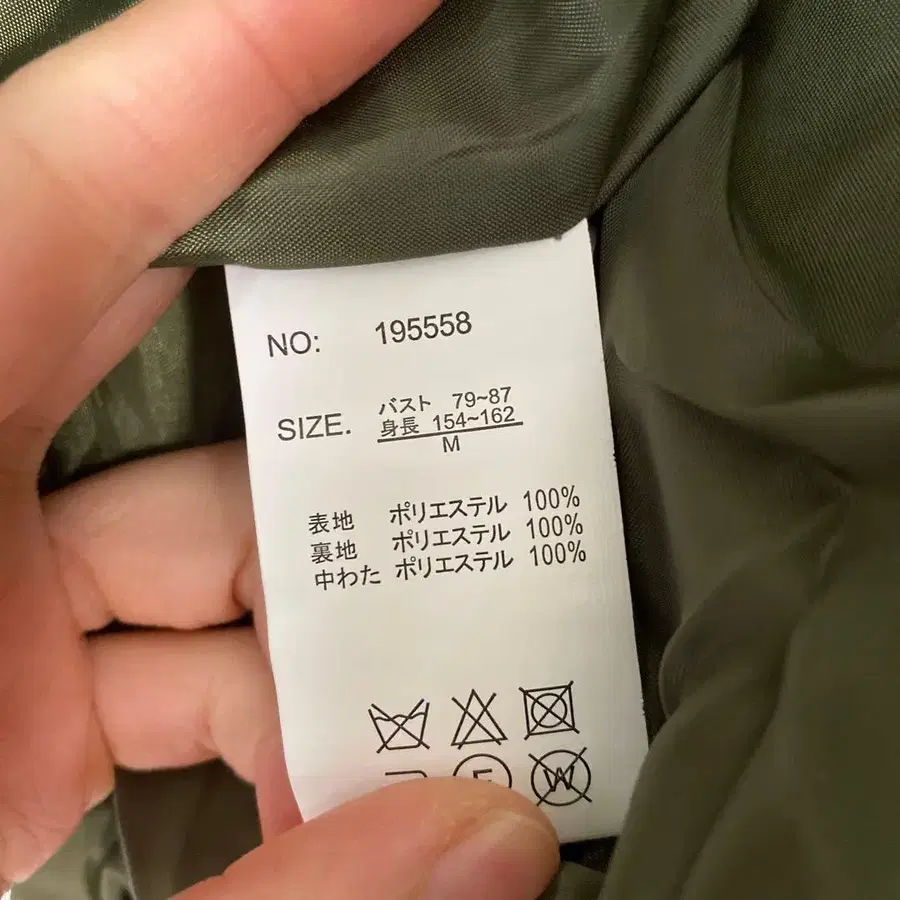 NO: 195558
SIZE. バスト 79~87
身長 154~162
M
表地 ポリエステル 100%
裏地 ポリエステル 100%
中わた ポリエステル 100%
W